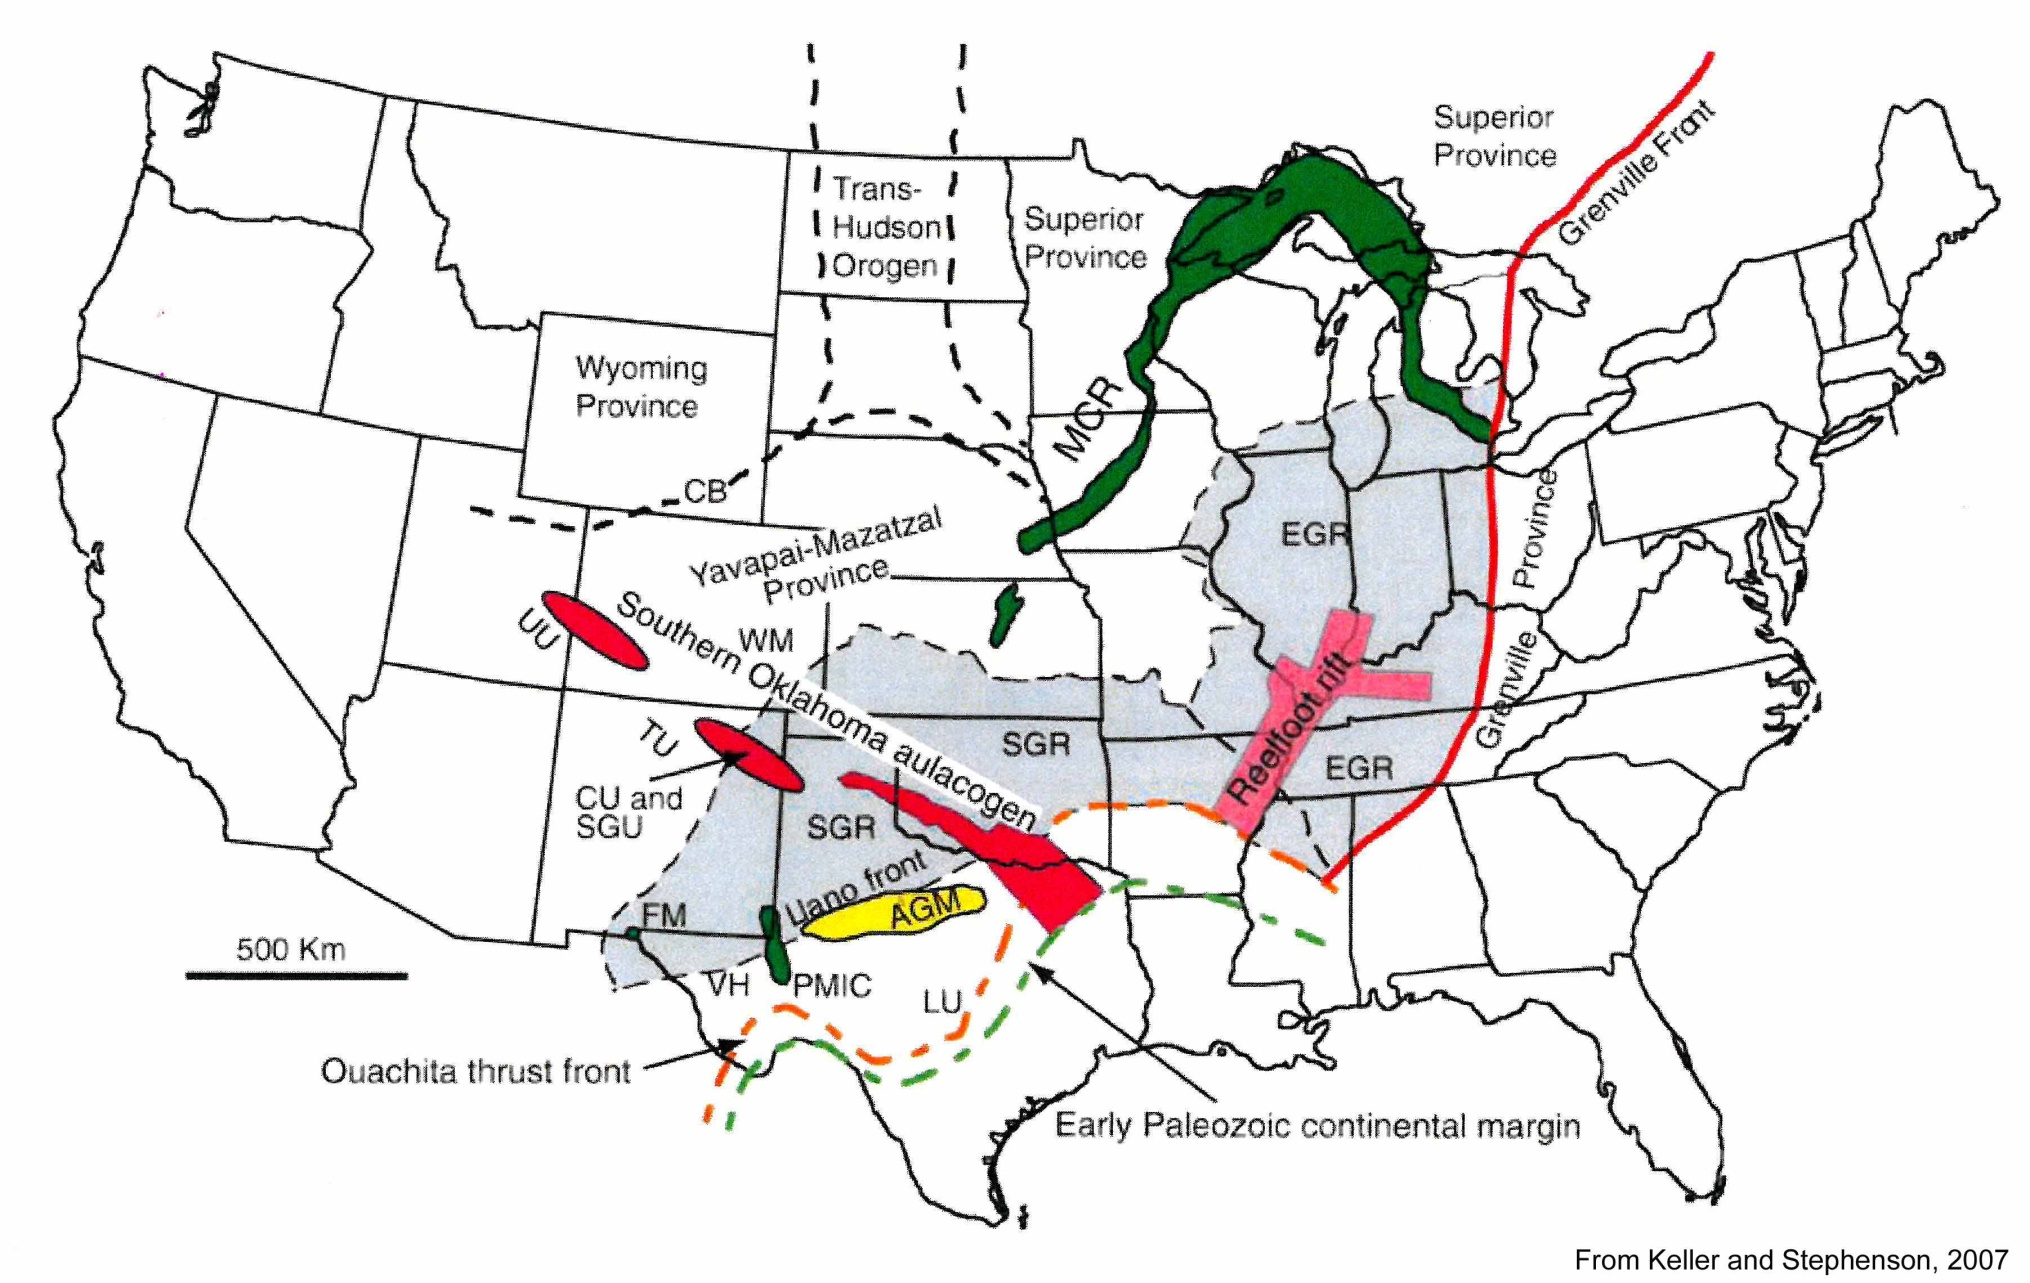 Superior
Province
Grenville Front
Trans-
Hudson
Orogen
Superior
Province
Wyoming
Province
MCR
CB
EGR
Province
Yavapai-Mazatzal
Province
UU
Southern Oklahoma aulacogen
WM
Reelfoot rift
Grenville
TU
SGR
EGR
CU and
SGU
SGR
Llano front
FM
AGM
500 Km
VH
PMIC
LU
Ouachita thrust front
Early Paleozoic continental margin
From Keller and Stephenson, 2007